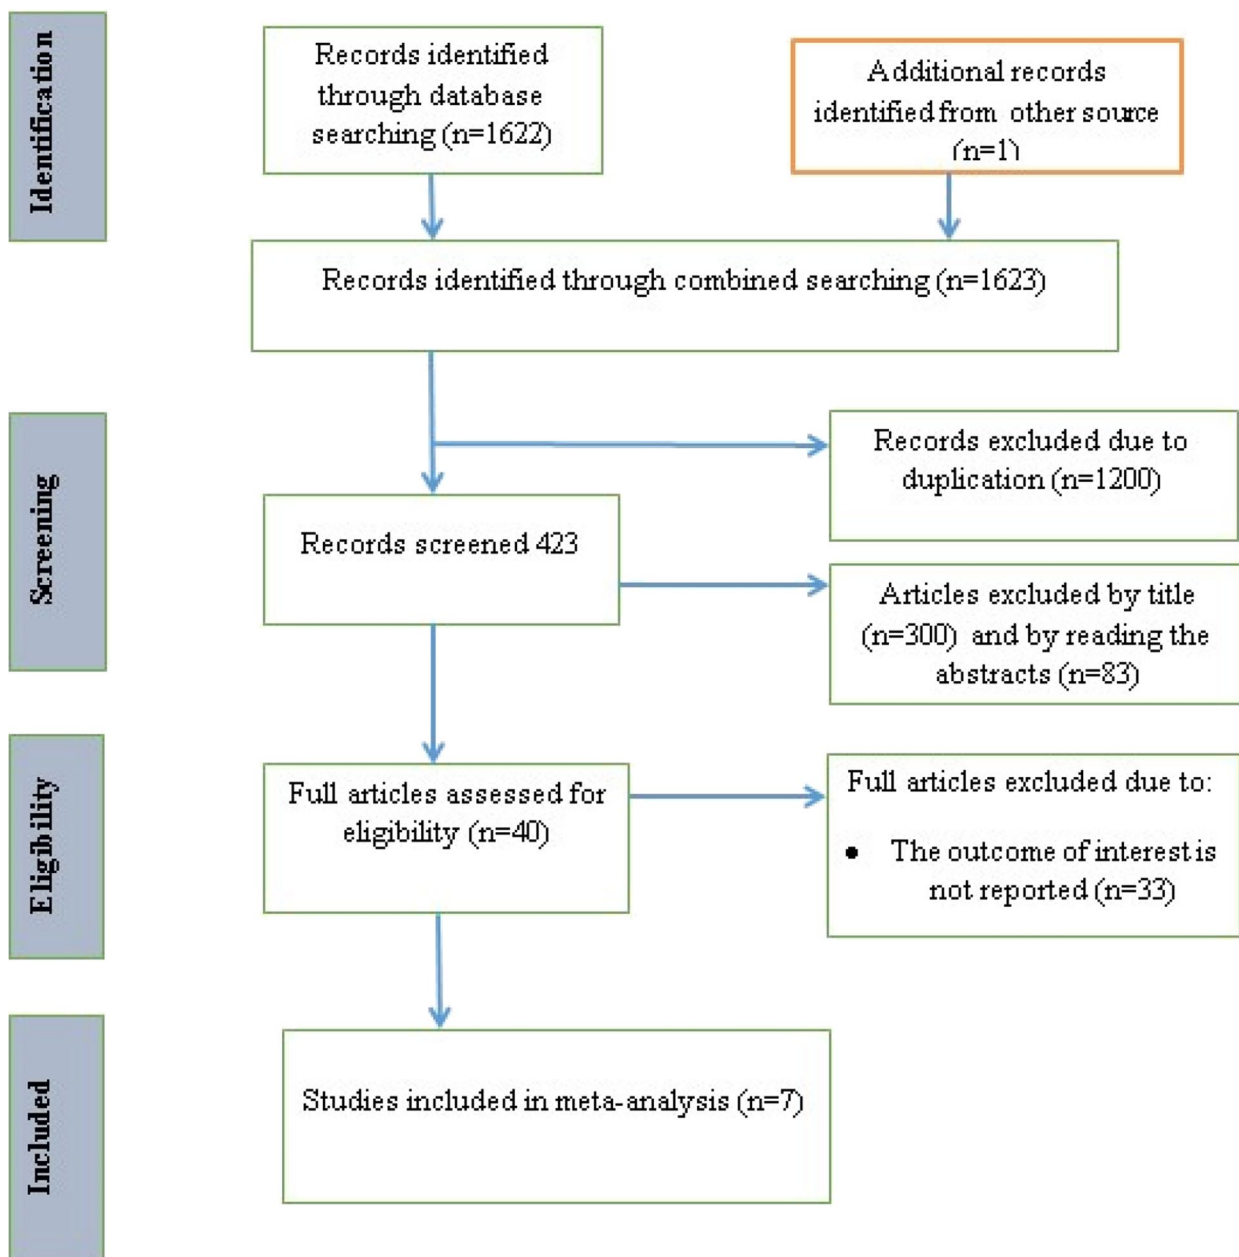 Identification
Records identified
through database
searching (n=1622)
Additional records
identified from other source
(n=1)
Records identified through combined searching (n=1623)
Screening
Records excluded due to
duplication (n=1200)
Records screened 423
Articles excluded by title
(n=300) and by reading the
abstracts (n=83)
Eligibility
Full articles assessed for
eligibility (n=40)
Full articles excluded due to:
• The outcome of interest is
not reported (n=33)
Included
Studies included in meta-analysis (n=7)